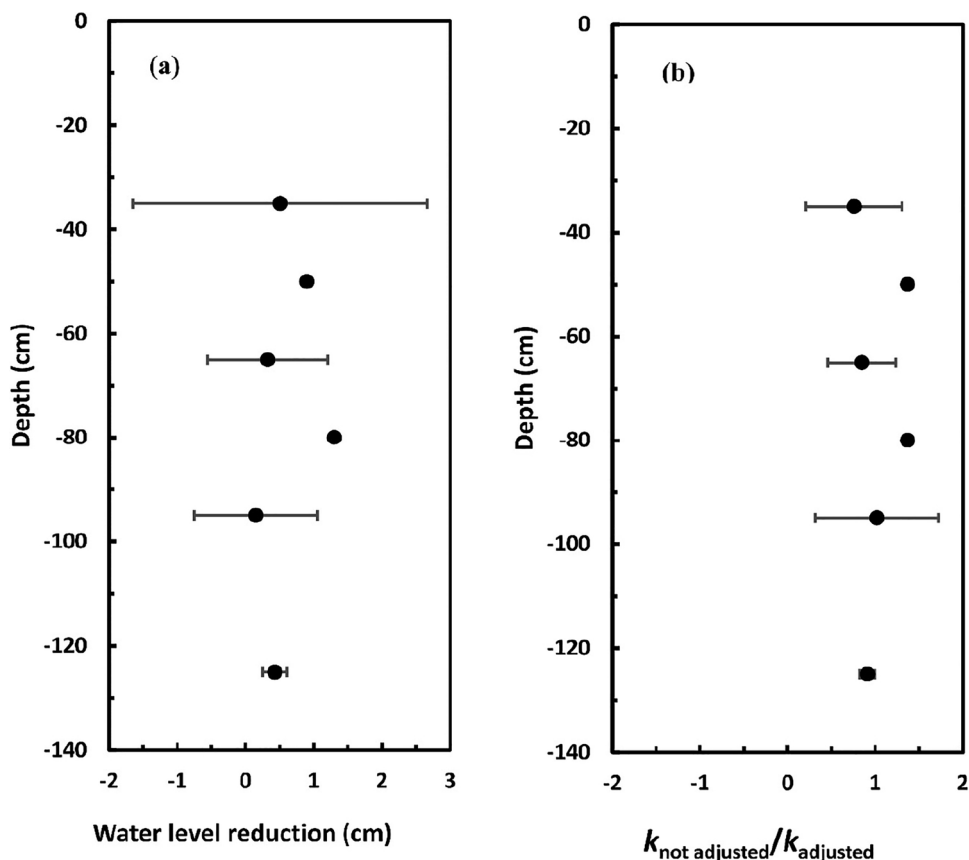 (a)
0
-20
-40
-60
-80
-100
-120
-140
Depth (cm)
-2 -1 0 1 2 3
Water level reduction (cm)
(b)
0
-20
-40
-60
-80
-100
-120
-140
Depth (cm)
-2 -1 0 1 2
knot adjusted/kadjusted